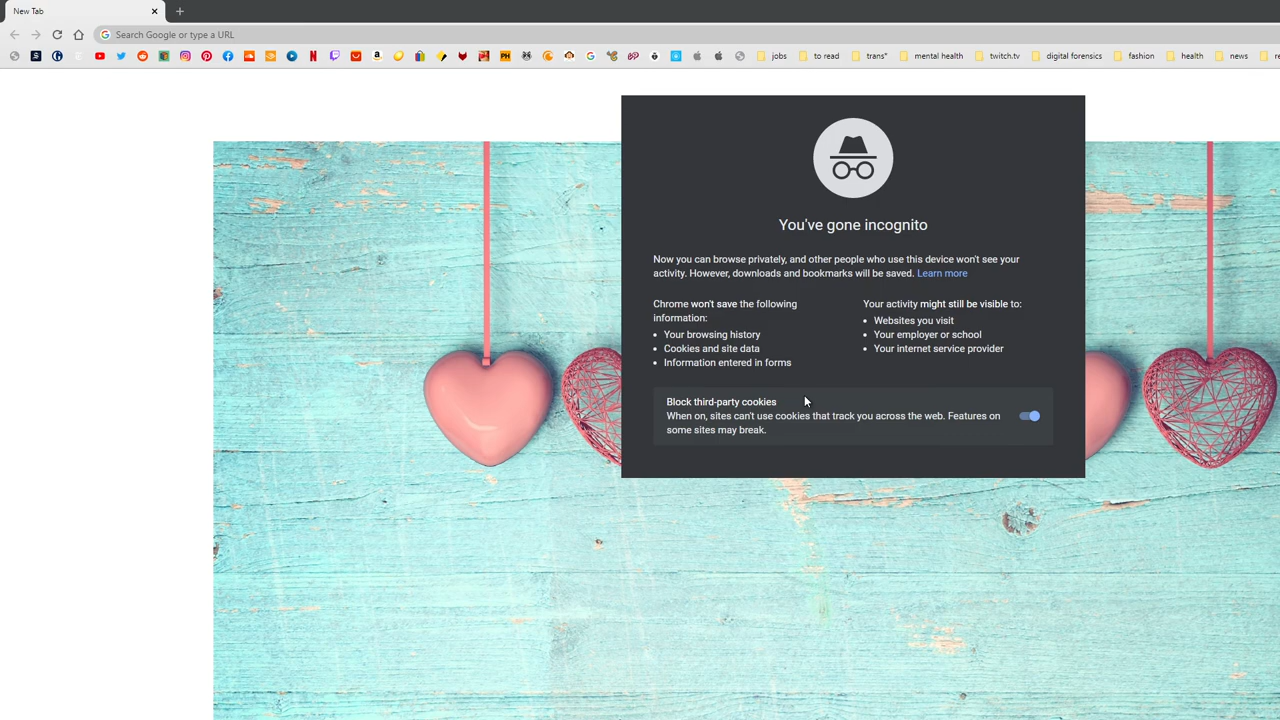 New Tab
Search Google or type a URL
PH
jobs
to read
trans*
mental health
twitch.tv
digital forensics
fashion
health
news
You've gone incognito
Now you can browse privately, and other people who use this device won't see your
activity. However, downloads and bookmarks will be saved. Learn more
Chrome won't save the following
information:
• Your browsing history
• Cookies and site data
• Information entered in forms
Your activity might still be visible to:
• Websites you visit
• Your employer or school
• Your internet service provider
Block third-party cookies
When on, sites can't use cookies that track you across the web. Features on
some sites may break.